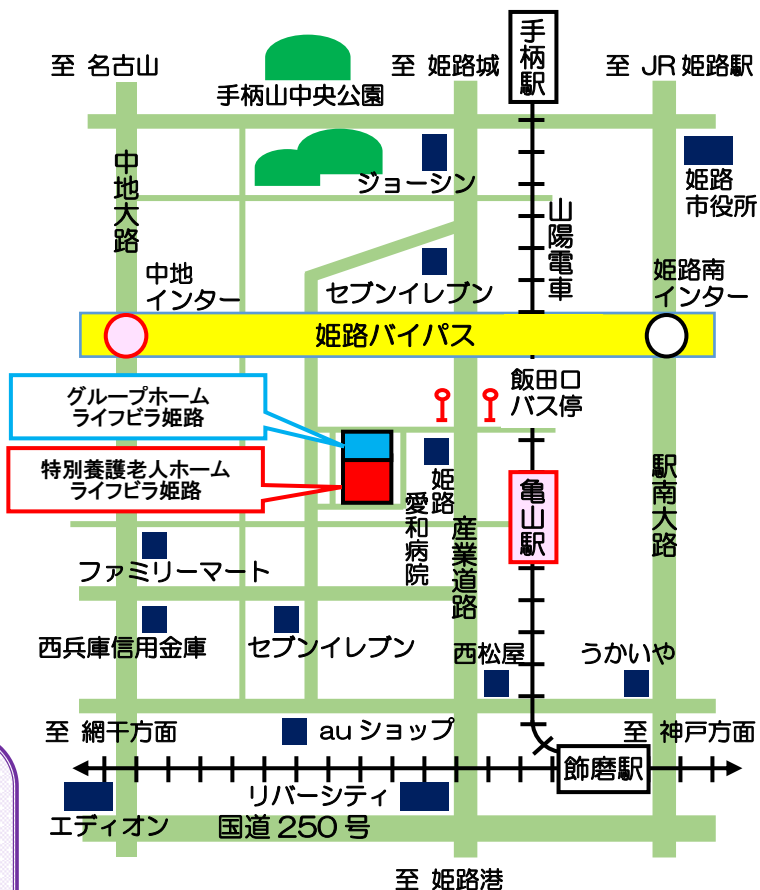 手柄駅
至 名古山
至 姫路城
至 JR 姫路駅
手柄山中央公園
中地大路
ジョーシン
姫路
市役所
山陽電車
中地
インター
セブンイレブン
姫路南
インター
姫路バイパス
飯田口
バス停
グループホーム
ライフビラ姫路
特別養護老人ホーム
ライフビラ姫路
姫路
愛和病院
産業道路
亀山駅
駅南大路
ファミリーマート
西兵庫信用金庫
セブンイレブン
西松屋
うかいや
至 網干方面
au ショップ
至 神戸方面
飾磨駅
リバーシティ
エディオン
国道 250 号
至 姫路港